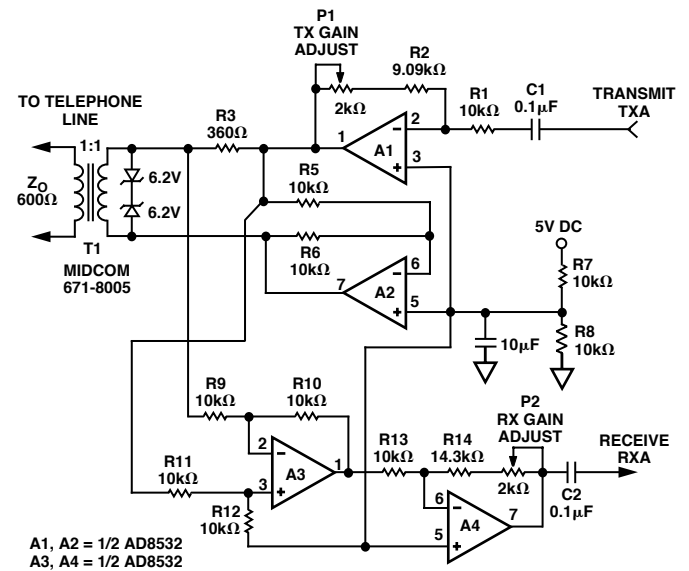 P1
TX GAIN
ADJUST
R2
9.09kΩ
2kΩ
R1
10kΩ
C1
0.1μF
TRANSMIT
TXA
TO TELEPHONE
LINE
1:1
R3
360Ω
1
2
3
A1
ZO
600Ω
6.2V
6.2V
T1
MIDCOM
671-8005
R5
10kΩ
R6
10kΩ
5V DC
R7
10kΩ
6
7
5
A2
10μF
R8
10kΩ
R9
10kΩ
R10
10kΩ
P2
RX GAIN
ADJUST
R13
10kΩ
R14
14.3kΩ
2kΩ
RECEIVE
RXA
C2
0.1μF
R11
10kΩ
2
3
1
A3
R12
10kΩ
6
5
7
A4
A1, A2 = 1/2 AD8532
A3, A4 = 1/2 AD8532